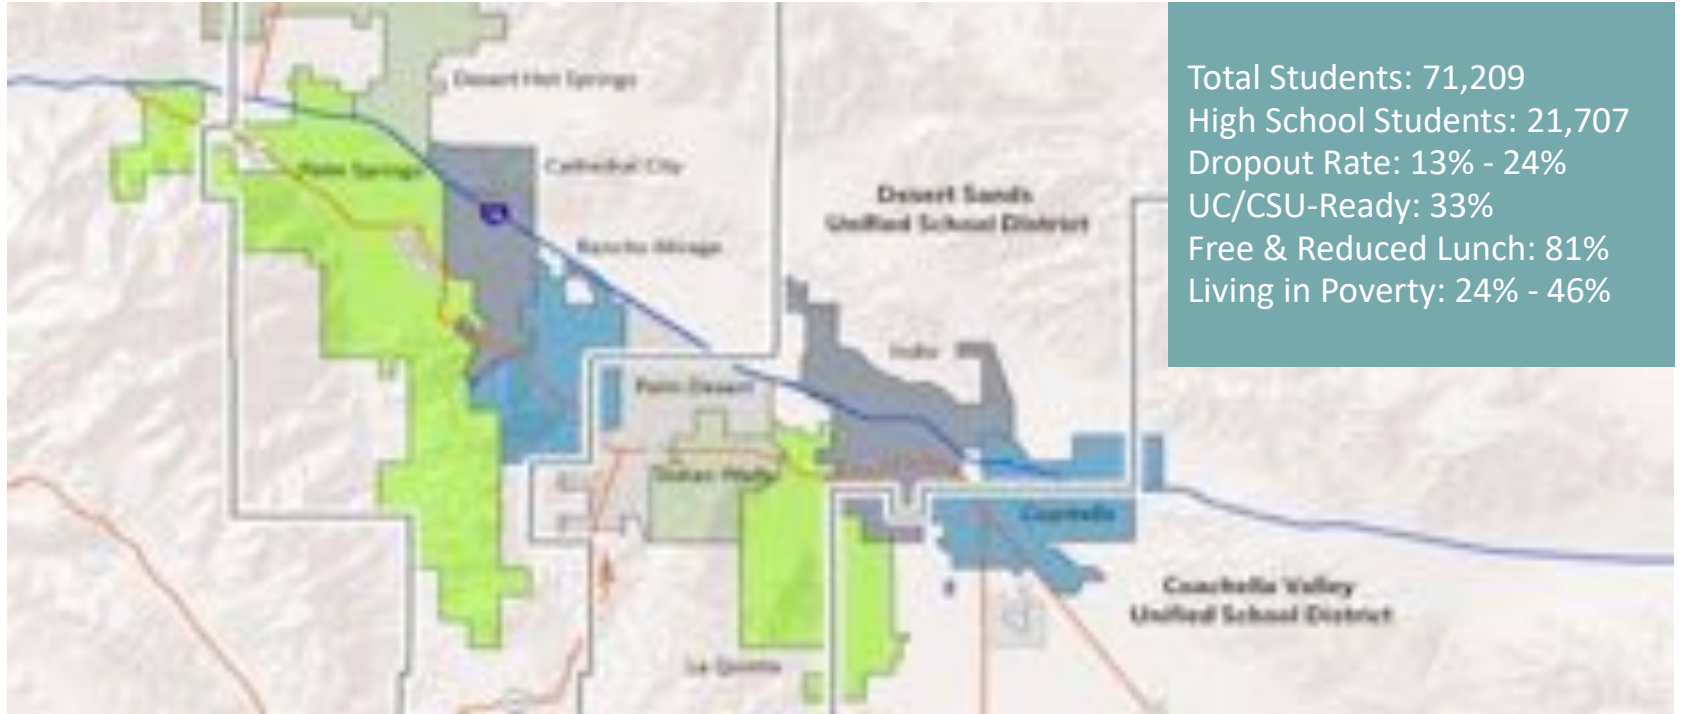 Desert Hot Springs
Palm Springs
Cathedral City
Rancho Mirage
Desert Sands
Unified School District
Indio
Palm Desert
Indian Wells
Coachella
Coachella Valley
Unified School District
La Quinta
Total Students: 71,209
High School Students: 21,707
Dropout Rate: 13% - 24%
UC/CSU-Ready: 33%
Free & Reduced Lunch: 81%
Living in Poverty: 24% - 46%